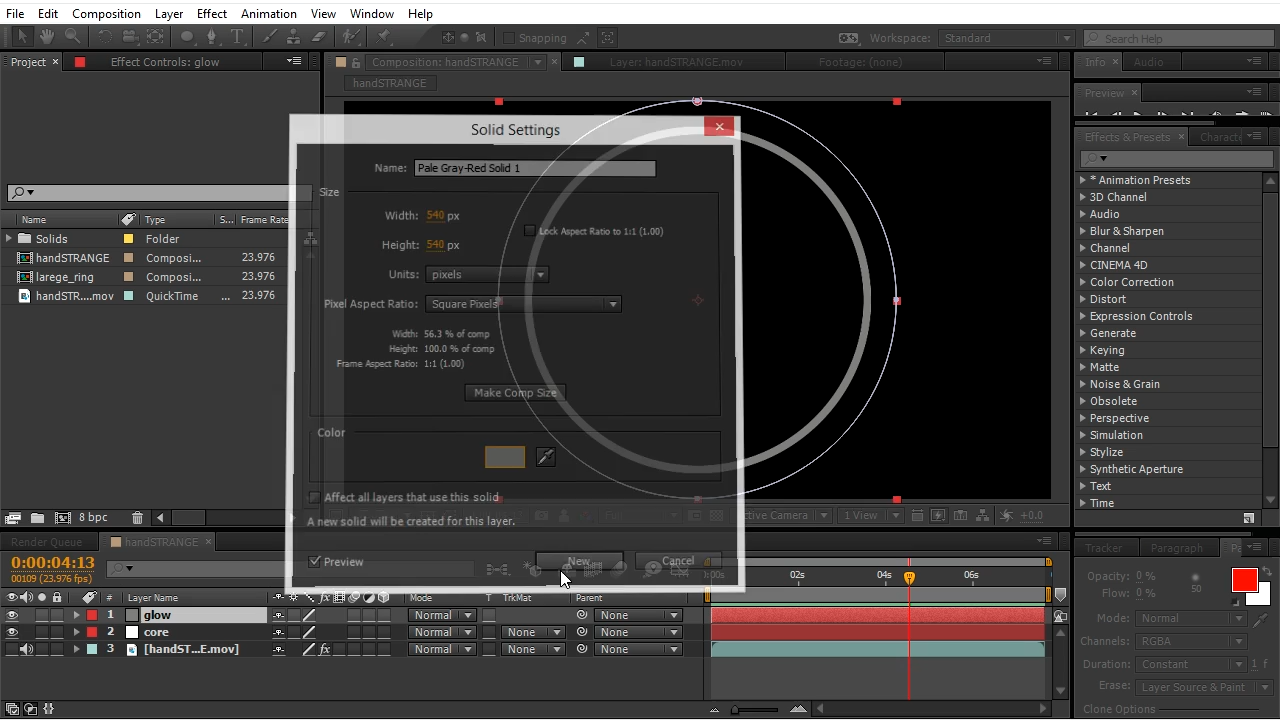 File Edit Composition Layer Effect Animation View Window Help
Snapping Workspace: Standard Search Help
Project × Effect Controls: glow Composition: handSTRANGE × Layer: handSTRANGE.mov Footage: (none) Info × Audio
handSTRANGE
Preview ×
Solid Settings
Effects & Presets × Characte
Name: Pale Gray-Red Solid 1
Size
* Animation Presets
3D Channel
Audio
Blur & Sharpen
Channel
CINEMA 4D
Color Correction
Distort
Expression Controls
Generate
Keying
Matte
Noise & Grain
Obsolete
Perspective
Simulation
Stylize
Synthetic Aperture
Text
Time
Name Type S... Frame Rate
Solids Folder
handSTRANGE Composi... 23.976
larege_ring Composi... 23.976
handSTR....mov QuickTime ... 23.976
Width: 540 px
Lock Aspect Ratio to 1:1 (1.00)
Height: 540 px
Units: pixels
Pixel Aspect Ratio: Square Pixels
Width: 56.3 % of comp
Height: 100.0 % of comp
Frame Aspect Ratio: 1:1 (1.00)
Make Comp Size
Color
Affect all layers that use this solid
A new solid will be created for this layer.
Preview New Cancel
8 bpc
ctive Camera 1 View +0.0
Render Queue handSTRANGE ×
0:00:04:13
00109 (23.976 fps)
:00s 02s 04s 06s
# Layer Name Mode T TrkMat Parent
1 glow Normal None
2 core Normal None None
3 [handST...E.mov] Normal None None
Tracker Paragraph Pa
Opacity: 0 %
Flow: 0 %
50
Mode: Normal
Channels: RGBA
Duration: Constant 1 f
Erase: Layer Source & Paint
Clone Options